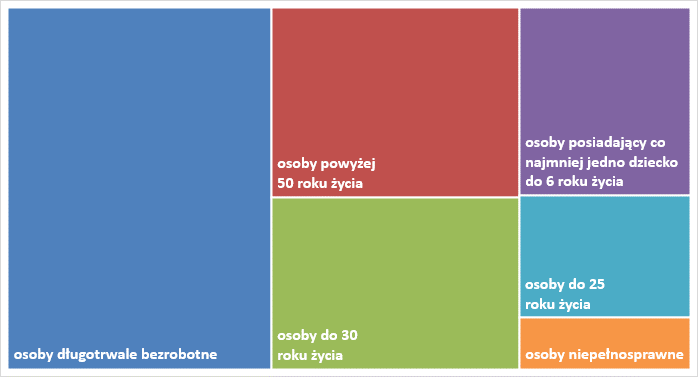 osoby długotrwale bezrobotne
osoby powyżej
50 roku życia
osoby do 30
roku życia
osoby posiadający co
najmniej jedno dziecko
do 6 roku życia
osoby do 25
roku życia
osoby niepełnosprawne